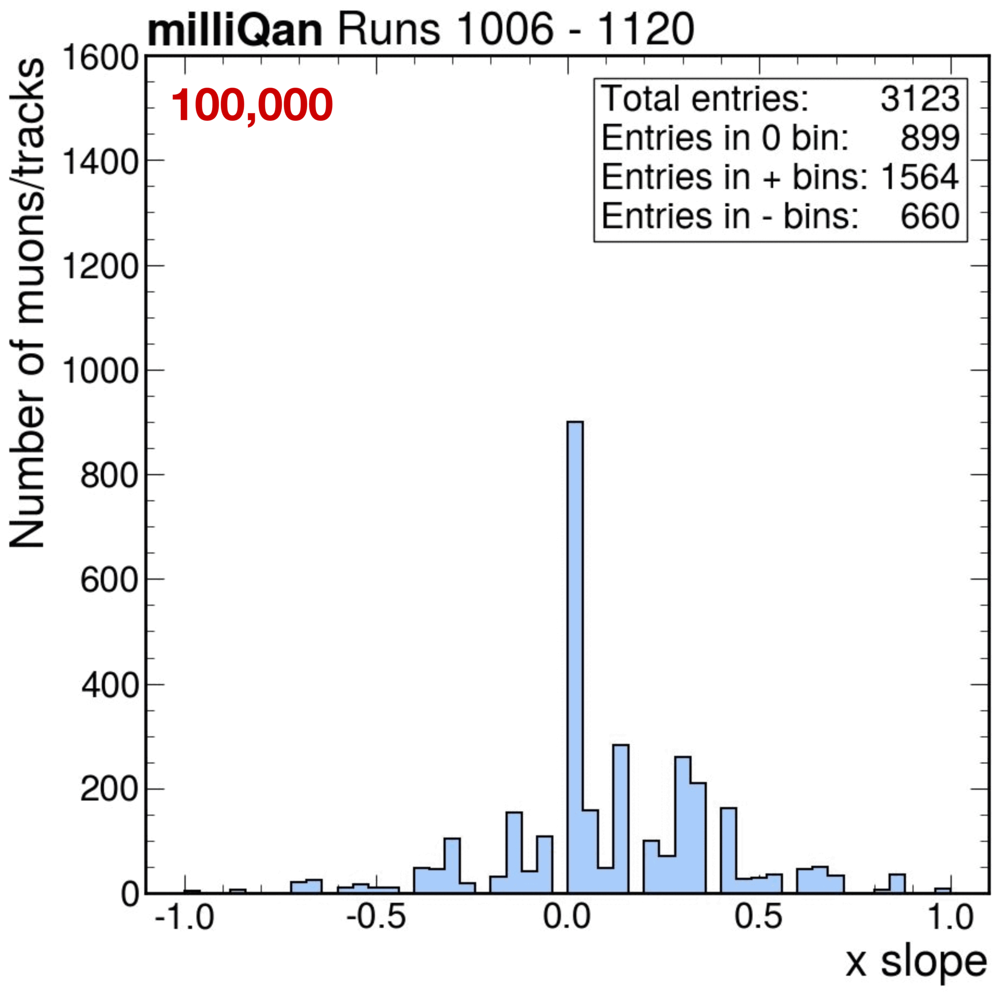 milliQan Runs 1006 - 1120
Number of muons/tracks
1600
1400
1200
1000
800
600
400
200
0
100,000
Total entries: 3123
Entries in 0 bin: 899
Entries in + bins: 1564
Entries in - bins: 660
-1.0 -0.5 0.0 0.5 1.0
x slope